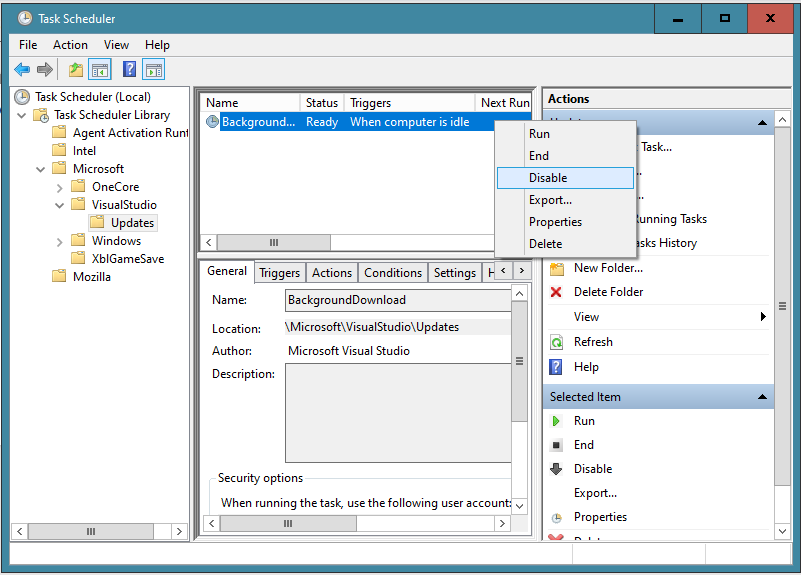 Task Scheduler
File Action View Help
Task Scheduler (Local)
Task Scheduler Library
Agent Activation Runt
Intel
Microsoft
OneCore
VisualStudio
Updates
Windows
XblGameSave
Mozilla
Name Status Triggers Next Run
Background... Ready When computer is idle
Run
End
Disable
Export...
Properties
Delete
General Triggers Actions Conditions Settings H
Name: BackgroundDownload
Location: \Microsoft\VisualStudio\Updates
Author: Microsoft Visual Studio
Description:
Security options
When running the task, use the following user account:
Actions
Task...
...
...
Running Tasks
asks History
New Folder...
Delete Folder
View
Refresh
Help
Selected Item
Run
End
Disable
Export...
Properties